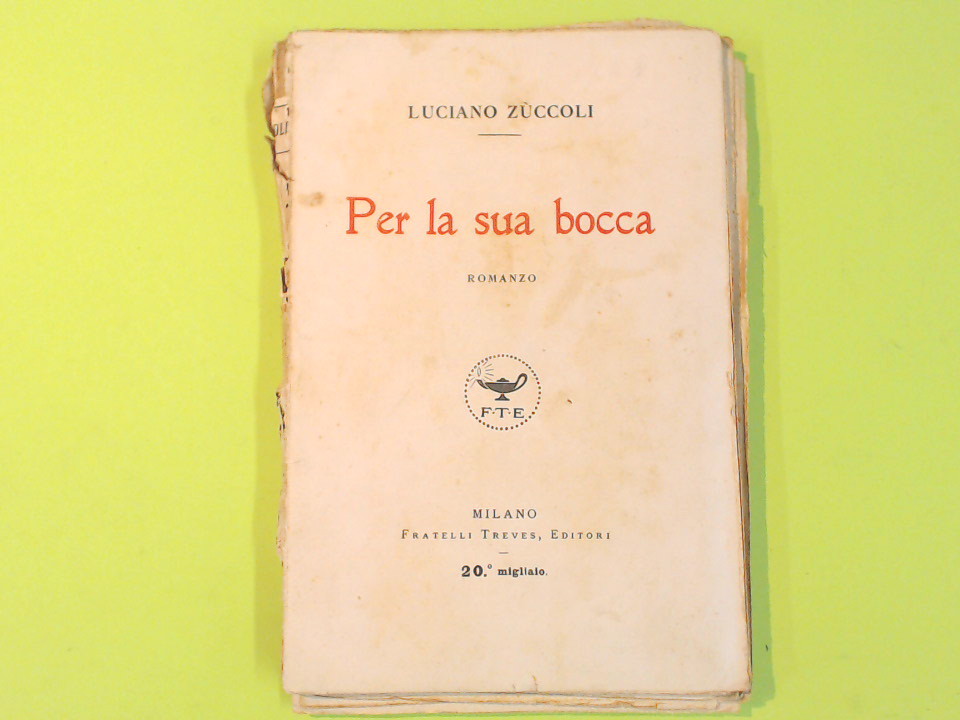 LUCIANO ZÙCCOLI
Per la sua bocca
ROMANZO
F·T·E
MILANO
FRATELLI TREVES, EDITORI
20.º migliaio.